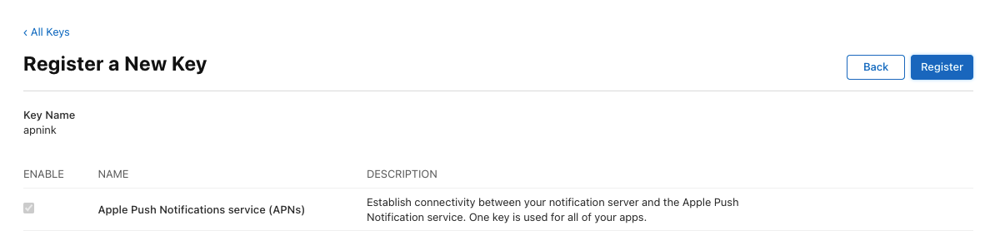 ‹ All Keys
Register a New Key
Back
Register
Key Name
apnink
ENABLE NAME DESCRIPTION
Apple Push Notifications service (APNs)
Establish connectivity between your notification server and the Apple Push
Notification service. One key is used for all of your apps.